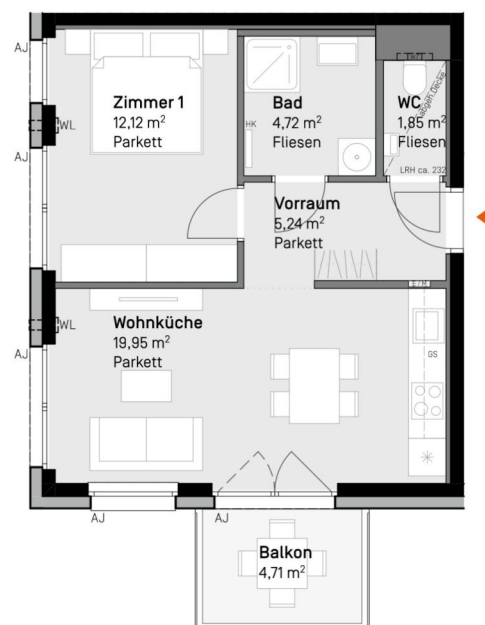 AJ
Zimmer 1
12,12 m²
Parkett
Bad
4,72 m²
Fliesen
WC
1,85 m²
Fliesen
abgeh. Decke
WL
HK
AJ
LRH ca. 232
Vorraum
5,24 m²
Parkett
E/M
WL
Wohnküche
19,95 m²
Parkett
AJ
GS
AJ
AJ
Balkon
4,71 m²